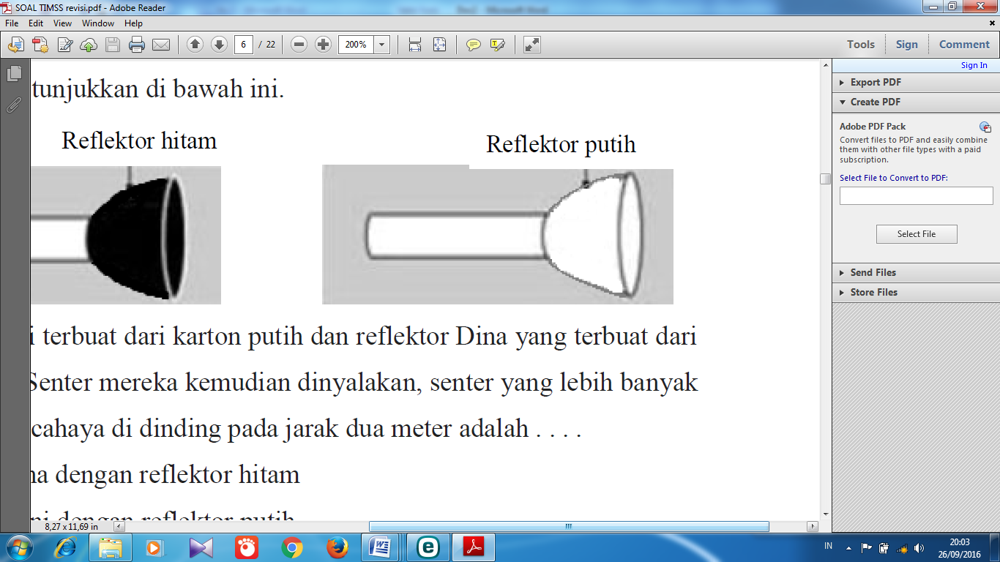 SOAL TIMSS revisi.pdf - Adobe Reader
File Edit View Window Help
6 / 22 200% Tools Sign Comment
Sign In
Export PDF
Create PDF
Adobe PDF Pack
Convert files to PDF and easily combine
them with other file types with a paid
subscription.
Select File to Convert to PDF:
Select File
Send Files
Store Files
tunjukkan di bawah ini.
Reflektor hitam
Reflektor putih
i terbuat dari karton putih dan reflektor Dina yang terbuat dari
Senter mereka kemudian dinyalakan, senter yang lebih banyak
cahaya di dinding pada jarak dua meter adalah . . . .
na dengan reflektor hitam
ni dengan reflektor putih
8,27 x 11,69 in
IN
20:03
26/09/2016